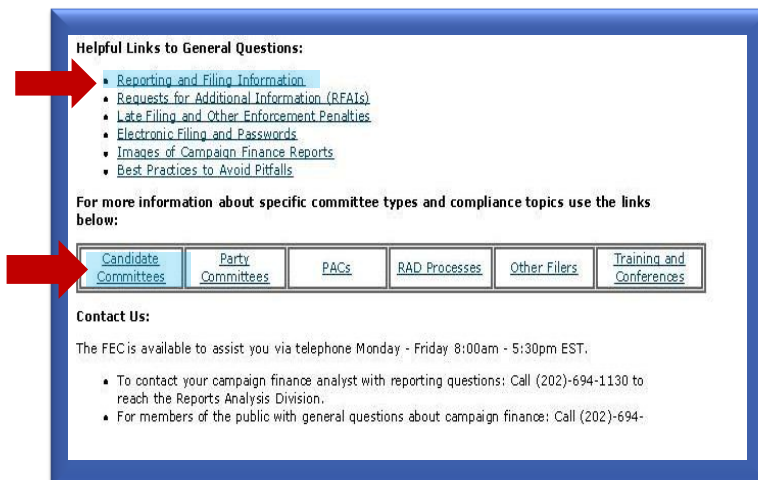 Helpful Links to General Questions:
Reporting and Filing Information
Requests for Additional Information (RFAIs)
Late Filing and Other Enforcement Penalties
Electronic Filing and Passwords
Images of Campaign Finance Reports
Best Practices to Avoid Pitfalls
For more information about specific committee types and compliance topics use the links
below:
Candidate Committees
Party Committees
PACs
RAD Processes
Other Filers
Training and Conferences
Contact Us:
The FEC is available to assist you via telephone Monday - Friday 8:00am - 5:30pm EST.
To contact your campaign finance analyst with reporting questions: Call (202)-694-1130 to
reach the Reports Analysis Division.
For members of the public with general questions about campaign finance: Call (202)-694-